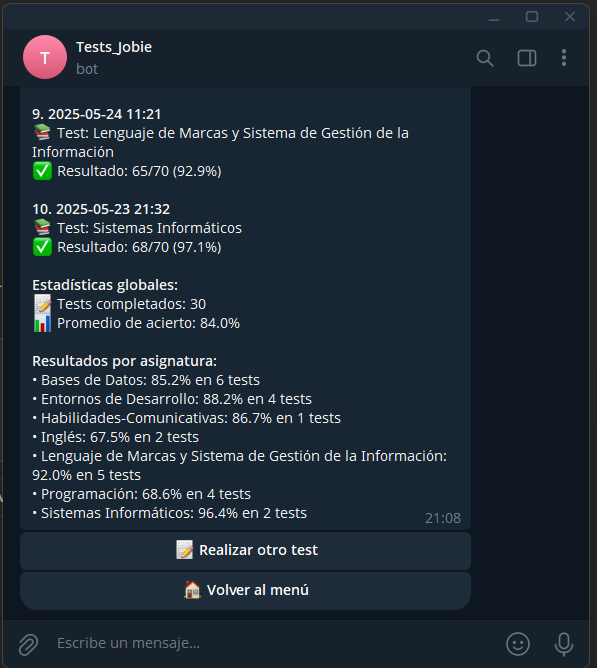 T
Tests_Jobie
bot
9. 2025-05-24 11:21
Test: Lenguaje de Marcas y Sistema de Gestión de la
Información
Resultado: 65/70 (92.9%)
10. 2025-05-23 21:32
Test: Sistemas Informáticos
Resultado: 68/70 (97.1%)
Estadísticas globales:
Tests completados: 30
Promedio de acierto: 84.0%
Resultados por asignatura:
• Bases de Datos: 85.2% en 6 tests
• Entornos de Desarrollo: 88.2% en 4 tests
• Habilidades-Comunicativas: 86.7% en 1 tests
• Inglés: 67.5% en 2 tests
• Lenguaje de Marcas y Sistema de Gestión de la Información:
92.0% en 5 tests
• Programación: 68.6% en 4 tests
• Sistemas Informáticos: 96.4% en 2 tests
21:08
Realizar otro test
Volver al menú
Escribe un mensaje...